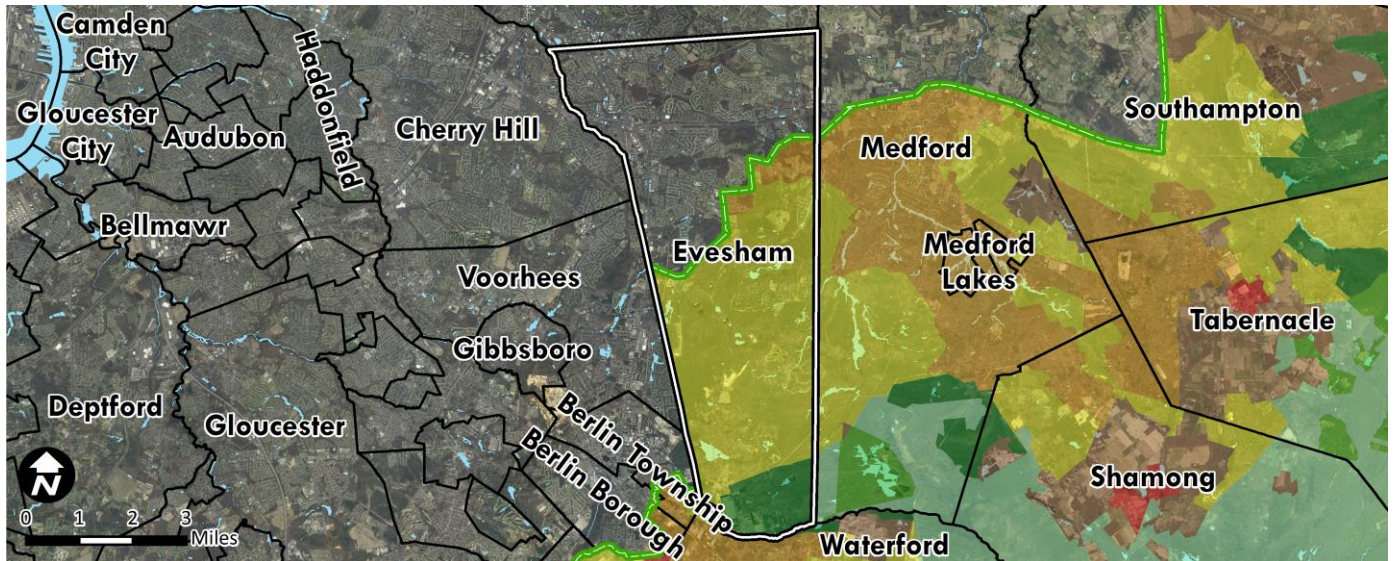 Camden
City
Haddonfield
Gloucester
City
Audubon
Cherry Hill
Medford
Southampton
Bellmawr
Evesham
Voorhees
Medford
Lakes
Gibbsboro
Tabernacle
Deptford
Gloucester
Berlin Township
Berlin Borough
Shamong
Waterford
N
0 1 2 3
Miles